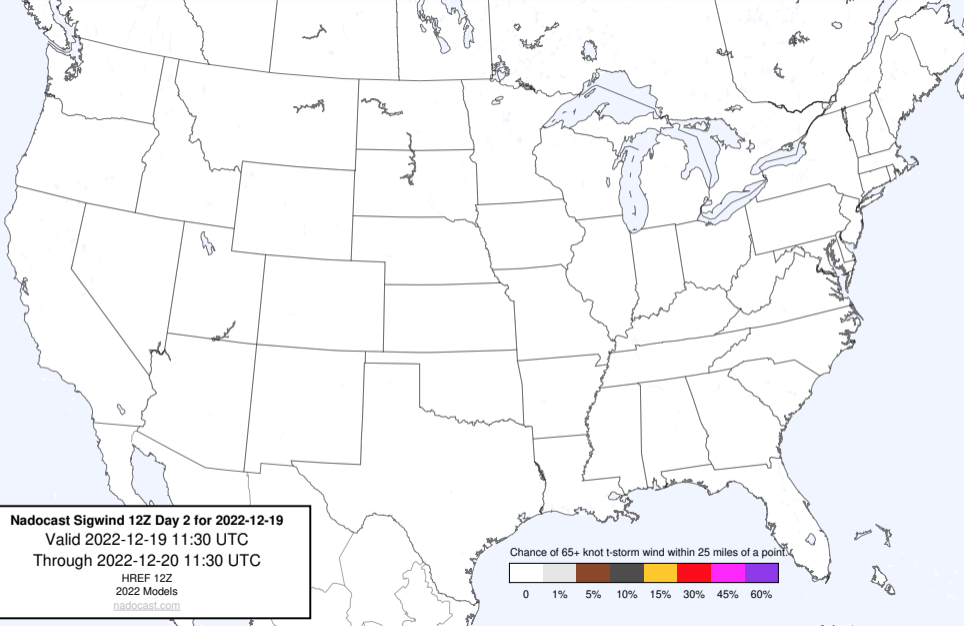 Nadocast Sigwind 12Z Day 2 for 2022-12-19
Valid 2022-12-19 11:30 UTC
Through 2022-12-20 11:30 UTC
HREF 12Z
2022 Models
nadocast.com
Chance of 65+ knot t-storm wind within 25 miles of a point.
0 1% 5% 10% 15% 30% 45% 60%